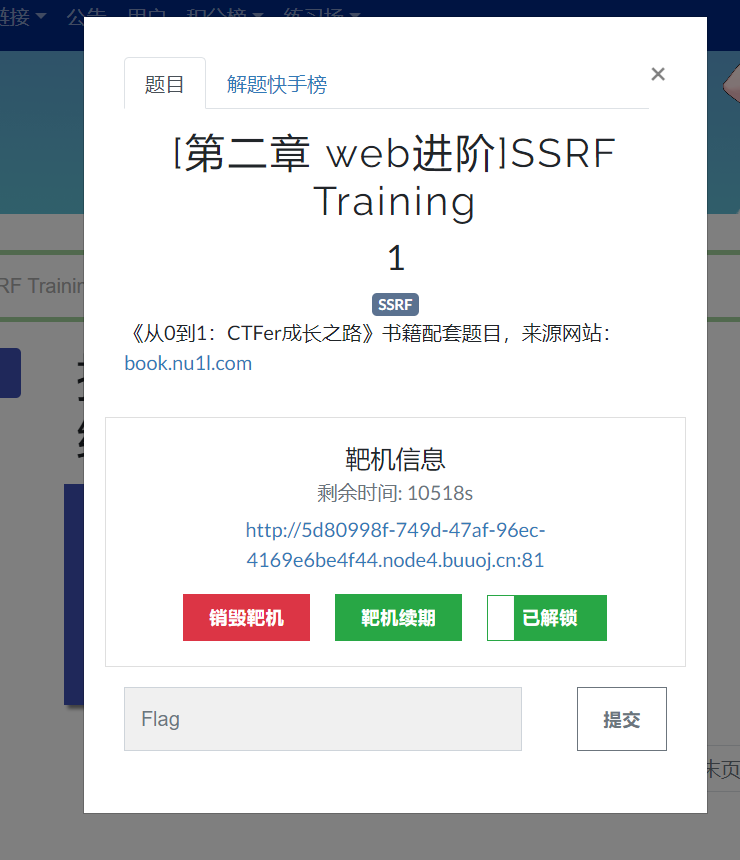 链接 公告 用户 积分榜 练习场
题目 解题快手榜 ×
[第二章 web进阶]SSRF
Training
1
SSRF
RF Trainin
《从0到1：CTFer成长之路》书籍配套题目，来源网站：
book.nu1l.com
靶机信息
剩余时间: 10518s
http://5d80998f-749d-47af-96ec-
4169e6be4f44.node4.buuoj.cn:81
销毁靶机 靶机续期 已解锁
Flag 提交
末页